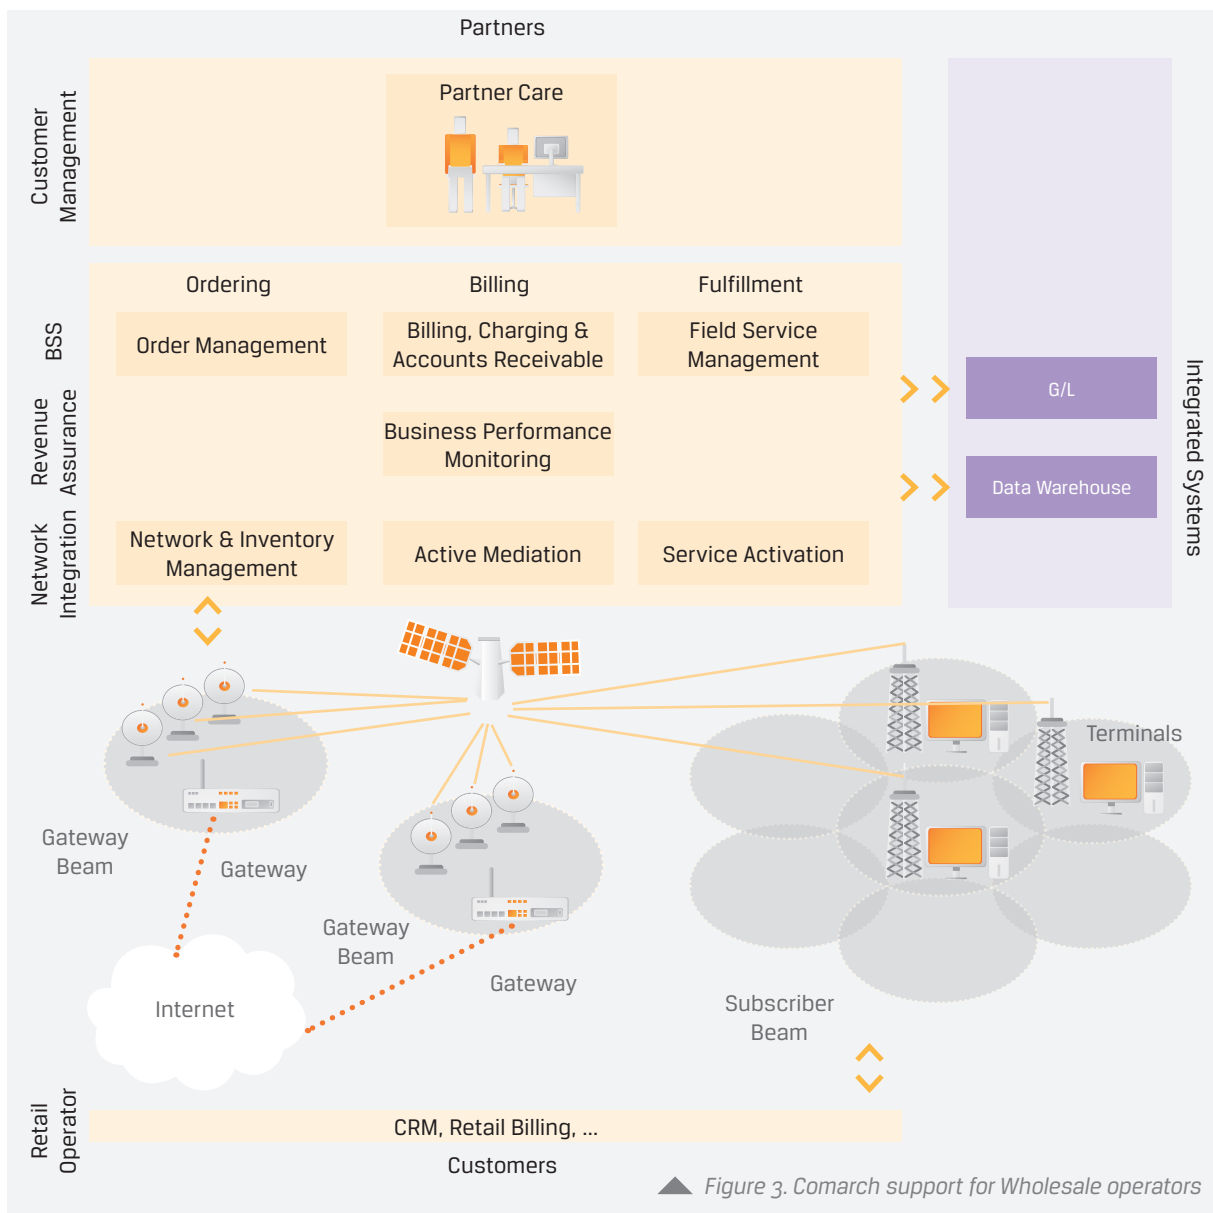 Partners
Customer
Management
Partner Care
Ordering
Billing
Fulfillment
BSS
Order Management
Billing, Charging &
Accounts Receivable
Field Service
Management
G/L
Integrated Systems
Revenue
Assurance
Business Performance
Monitoring
Data Warehouse
Network
Integration
Network & Inventory
Management
Active Mediation
Service Activation
Terminals
Gateway
Beam
Gateway
Gateway
Beam
Gateway
Internet
Subscriber
Beam
Retail
Operator
CRM, Retail Billing, ...
Customers
Figure 3. Comarch support for Wholesale operators